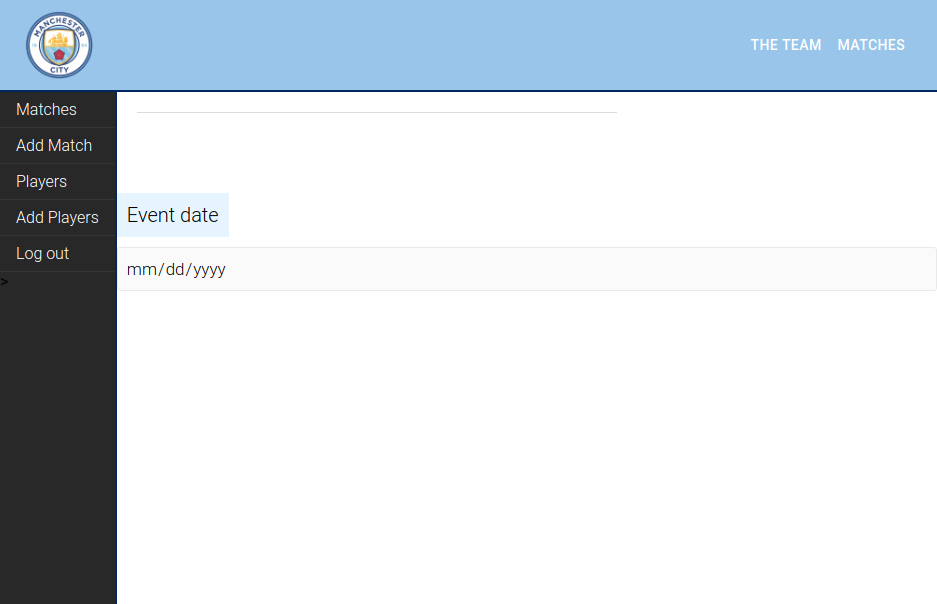 MANCHESTER
CITY
THE TEAM MATCHES
Matches
Add Match
Players
Add Players
Log out
>
Event date
mm/dd/yyyy